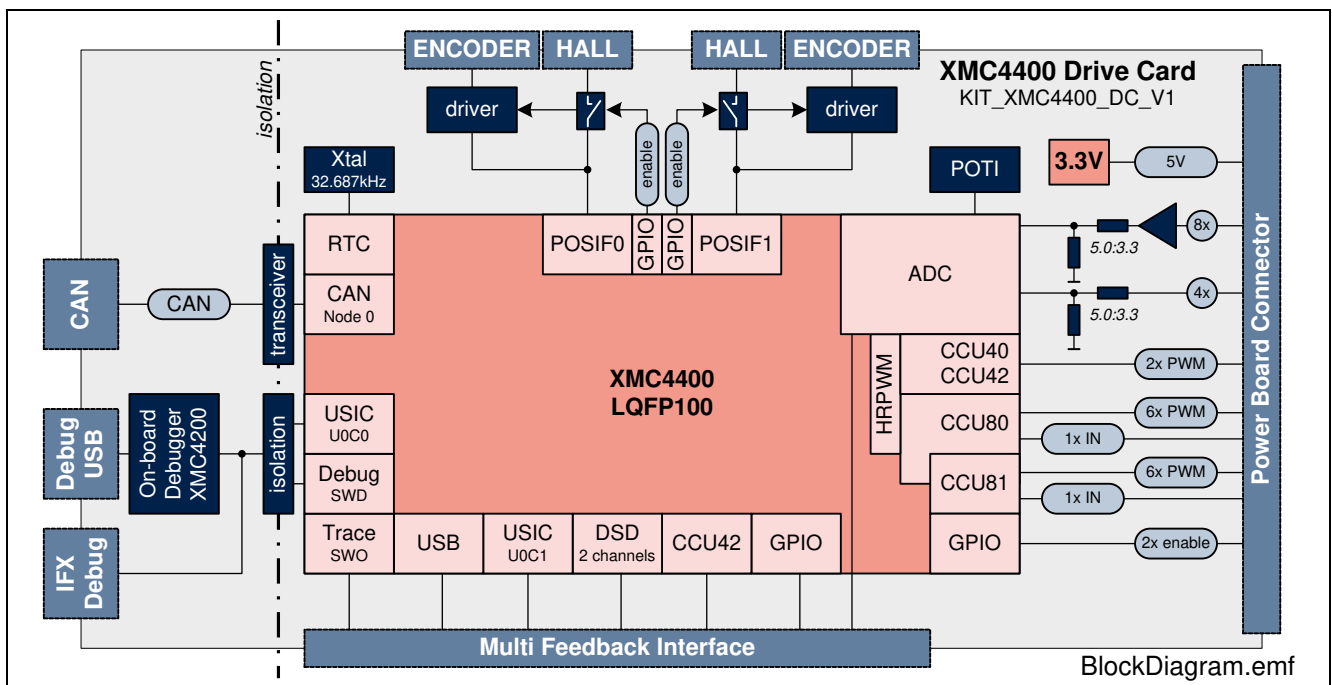 ENCODER
HALL
HALL
ENCODER
XMC4400 Drive Card
KIT_XMC4400_DC_V1
isolation
driver
driver
enable
enable
Xtal
32.687kHz
POTI
3.3V
5V
RTC
POSIF0
GPIO
GPIO
POSIF1
ADC
5.0:3.3
8x
5.0:3.3
4x
CAN
CAN
transceiver
CAN
Node 0
XMC4400
LQFP100
HRPWM
CCU40
CCU42
2x PWM
CCU80
6x PWM
1x IN
CCU81
6x PWM
1x IN
GPIO
2x enable
Power Board Connector
Debug
USB
On-board
Debugger
XMC4200
isolation
USIC
U0C0
Debug
SWD
IFX
Debug
Trace
SWO
USB
USIC
U0C1
DSD
2 channels
CCU42
GPIO
Multi Feedback Interface
BlockDiagram.emf